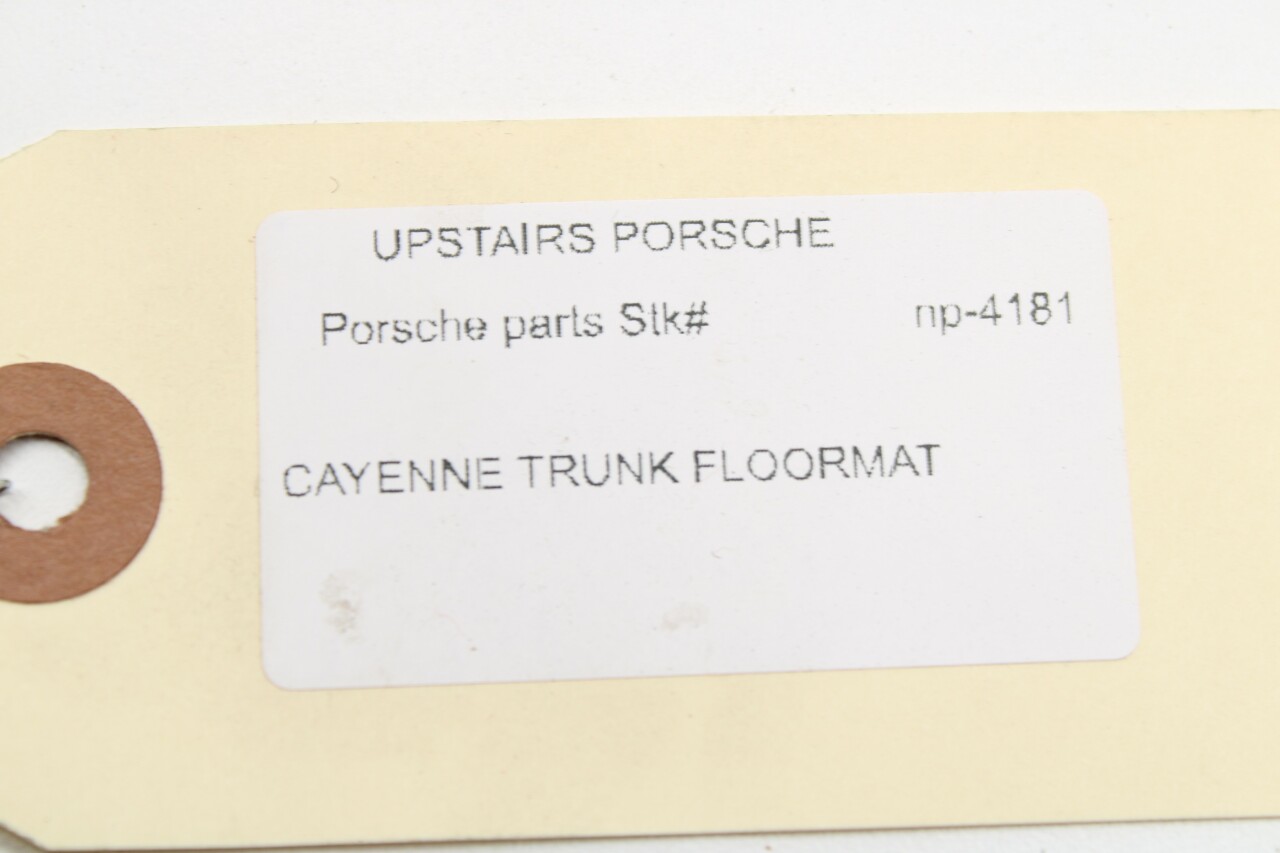 UPSTAIRS PORSCHE
Porsche parts Stk# np-4181
CAYENNE TRUNK FLOORMAT